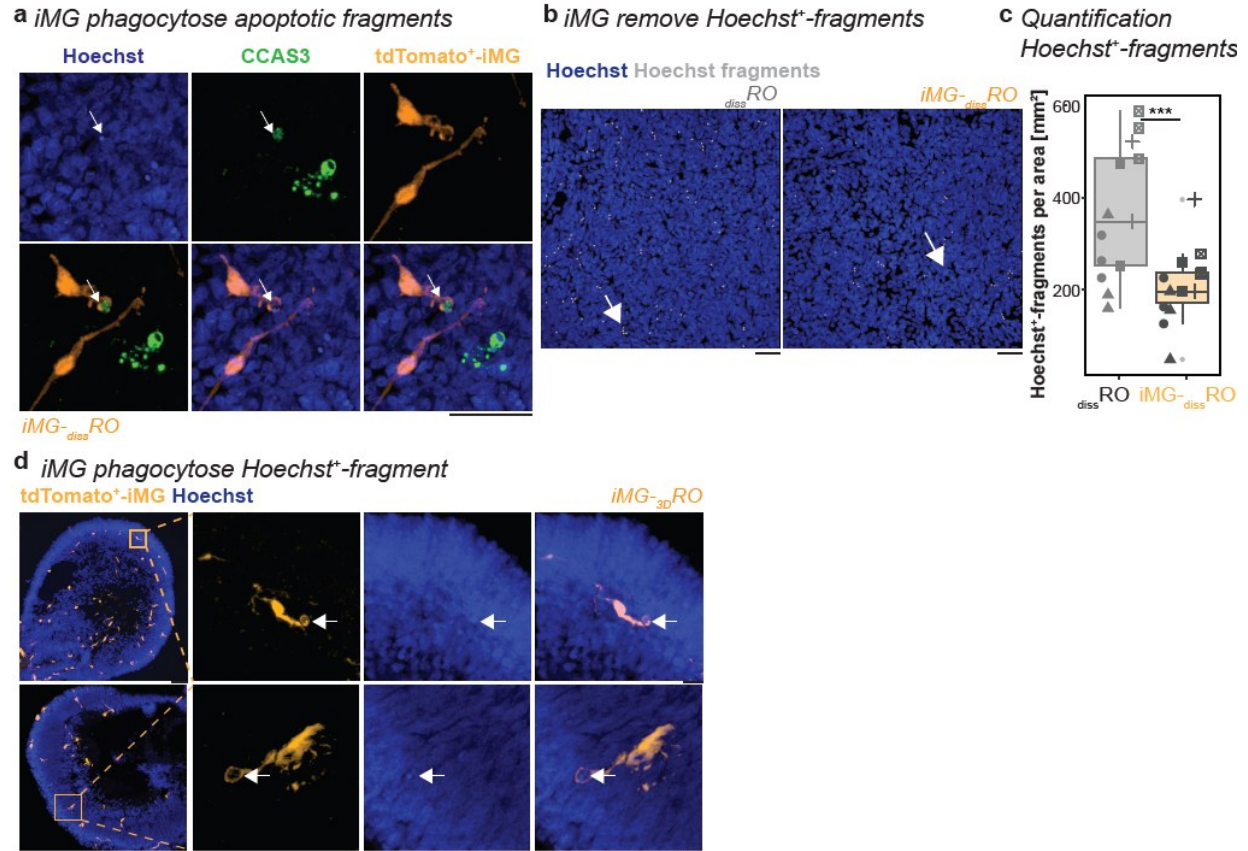 a iMG phagocytose apoptotic fragments
Hoechst CCAS3 tdTomato⁺-iMG
iMG-dissRO
b iMG remove Hoechst⁺-fragments
Hoechst Hoechst fragments
dissRO iMG-dissRO
c Quantification
Hoechst⁺-fragments
Hoechst⁺-fragments per area [mm²]
600
400
200
***
dissRO iMG-dissRO
d iMG phagocytose Hoechst⁺-fragment
tdTomato⁺-iMG Hoechst iMG-3DRO